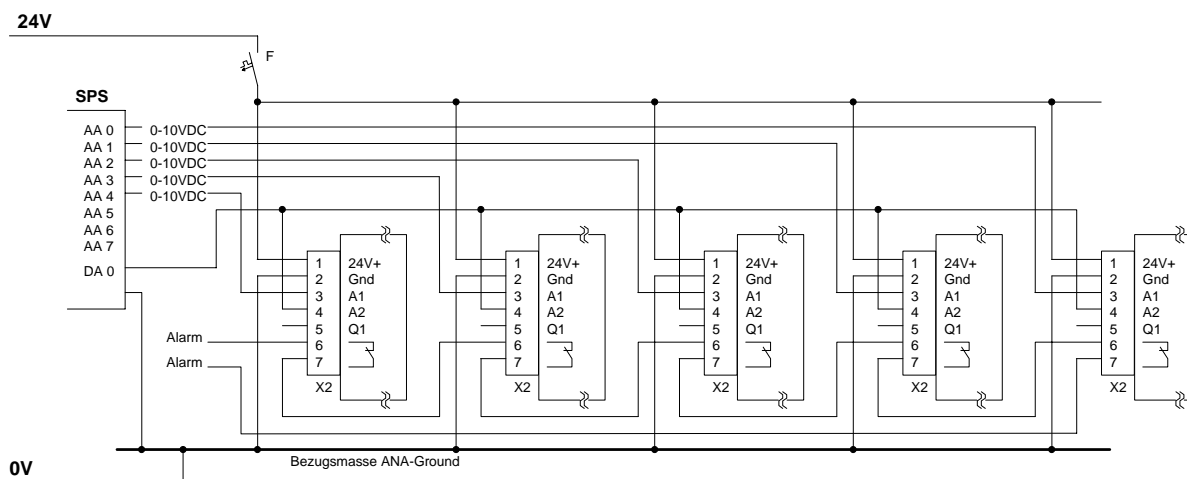 24V
F
SPS
AA 0 0-10VDC
AA 1 0-10VDC
AA 2 0-10VDC
AA 3 0-10VDC
AA 4 0-10VDC
AA 5
AA 6
AA 7
DA 0
1 24V+
2 Gnd
3 A1
4 A2
5 Q1
6
7
X2
1 24V+
2 Gnd
3 A1
4 A2
5 Q1
6
7
X2
1 24V+
2 Gnd
3 A1
4 A2
5 Q1
6
7
X2
1 24V+
2 Gnd
3 A1
4 A2
5 Q1
6
7
X2
1 24V+
2 Gnd
3 A1
4 A2
5 Q1
6
7
X2
Alarm
Alarm
Bezugsmasse ANA-Ground
0V